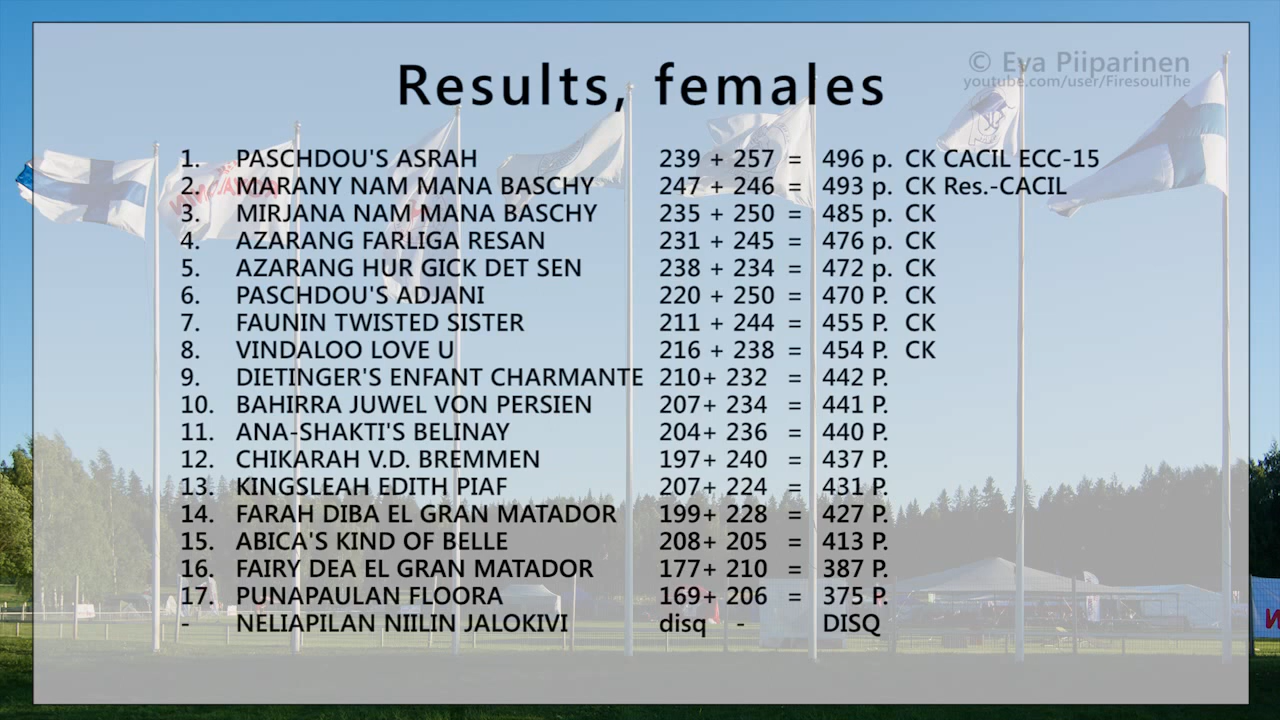 © Eva Piiparinen
youtube.com/user/FiresoulThe
Results, females
1. PASCHDOU'S ASRAH 239 + 257 = 496 p. CK CACIL ECC-15
2. MARANY NAM MANA BASCHY 247 + 246 = 493 p. CK Res.-CACIL
3. MIRJANA NAM MANA BASCHY 235 + 250 = 485 p. CK
4. AZARANG FARLIGA RESAN 231 + 245 = 476 p. CK
5. AZARANG HUR GICK DET SEN 238 + 234 = 472 p. CK
6. PASCHDOU'S ADJANI 220 + 250 = 470 P. CK
7. FAUNIN TWISTED SISTER 211 + 244 = 455 P. CK
8. VINDALOO LOVE U 216 + 238 = 454 P. CK
9. DIETINGER'S ENFANT CHARMANTE 210+ 232 = 442 P.
10. BAHIRRA JUWEL VON PERSIEN 207+ 234 = 441 P.
11. ANA-SHAKTI'S BELINAY 204+ 236 = 440 P.
12. CHIKARAH V.D. BREMMEN 197+ 240 = 437 P.
13. KINGSLEAH EDITH PIAF 207+ 224 = 431 P.
14. FARAH DIBA EL GRAN MATADOR 199+ 228 = 427 P.
15. ABICA'S KIND OF BELLE 208+ 205 = 413 P.
16. FAIRY DEA EL GRAN MATADOR 177+ 210 = 387 P.
17. PUNAPAULAN FLOORA 169+ 206 = 375 P.
- NELIAPILAN NIILIN JALOKIVI disq - DISQ